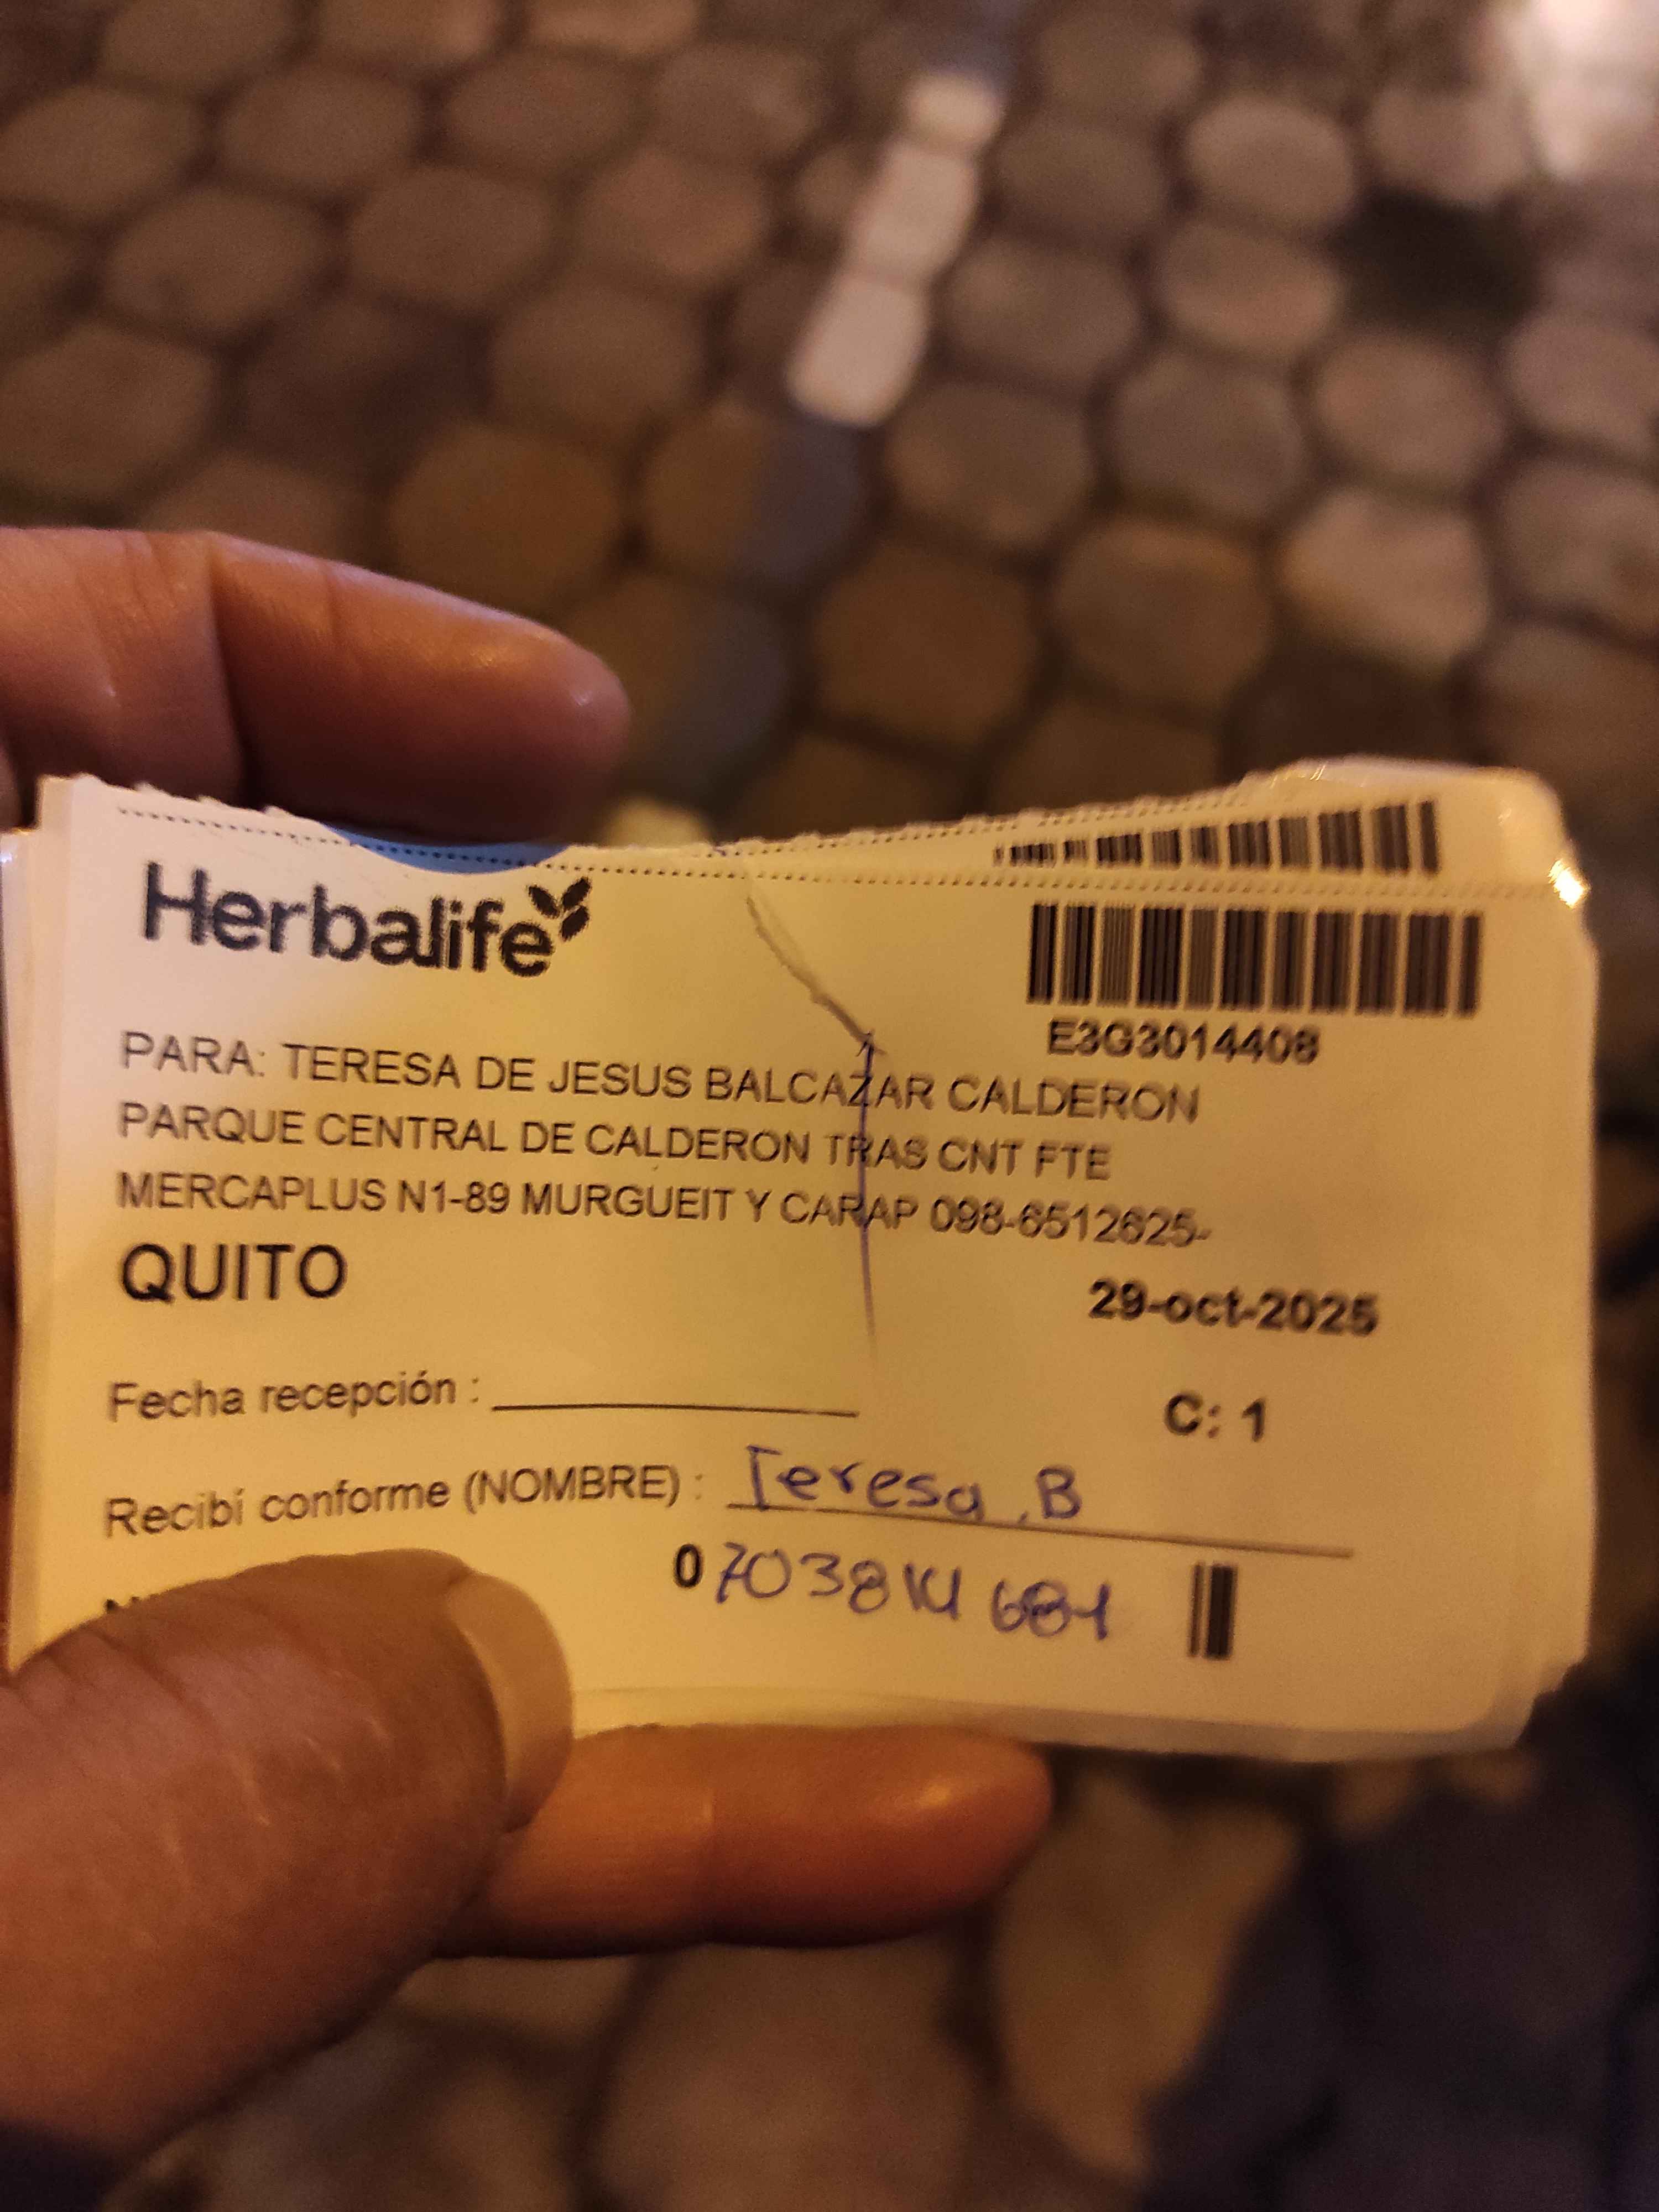 Herbalife
E3G3014408
PARA: TERESA DE JESUS BALCAZAR CALDERON
PARQUE CENTRAL DE CALDERON TRAS CNT FTE
MERCAPLUS N1-89 MURGUEIT Y CARAP 098-6512625-
QUITO
29-oct-2025
Fecha recepción :
C: 1
Recibí conforme (NOMBRE) : Teresa .B